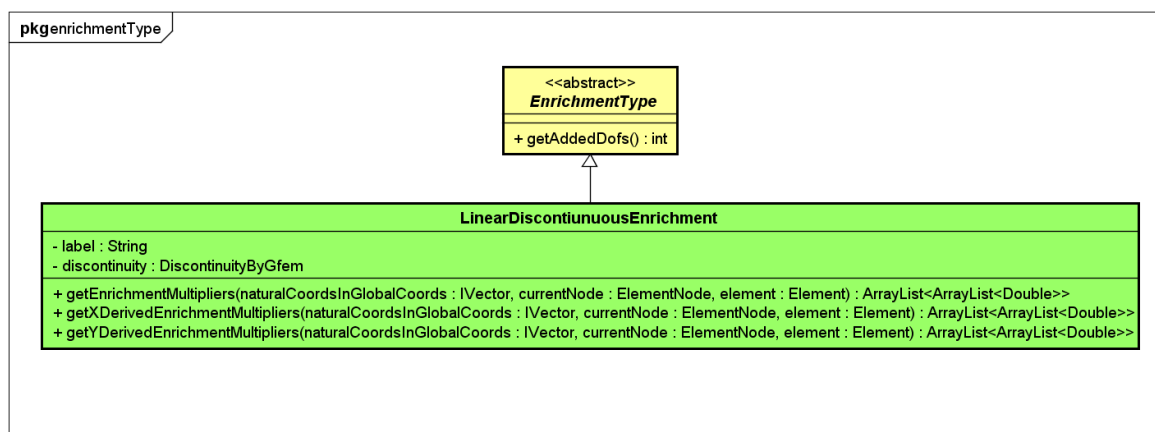 pkg enrichmentType
<<abstract>>
EnrichmentType
+ getAddedDofs() : int
LinearDiscontiunuousEnrichment
- label : String
- discontinuity : DiscontinuityByGfem
+ getEnrichmentMultipliers(naturalCoordsInGlobalCoords : IVector, currentNode : ElementNode, element : Element) : ArrayList<ArrayList<Double>>
+ getXDerivedEnrichmentMultipliers(naturalCoordsInGlobalCoords : IVector, currentNode : ElementNode, element : Element) : ArrayList<ArrayList<Double>>
+ getYDerivedEnrichmentMultipliers(naturalCoordsInGlobalCoords : IVector, currentNode : ElementNode, element : Element) : ArrayList<ArrayList<Double>>